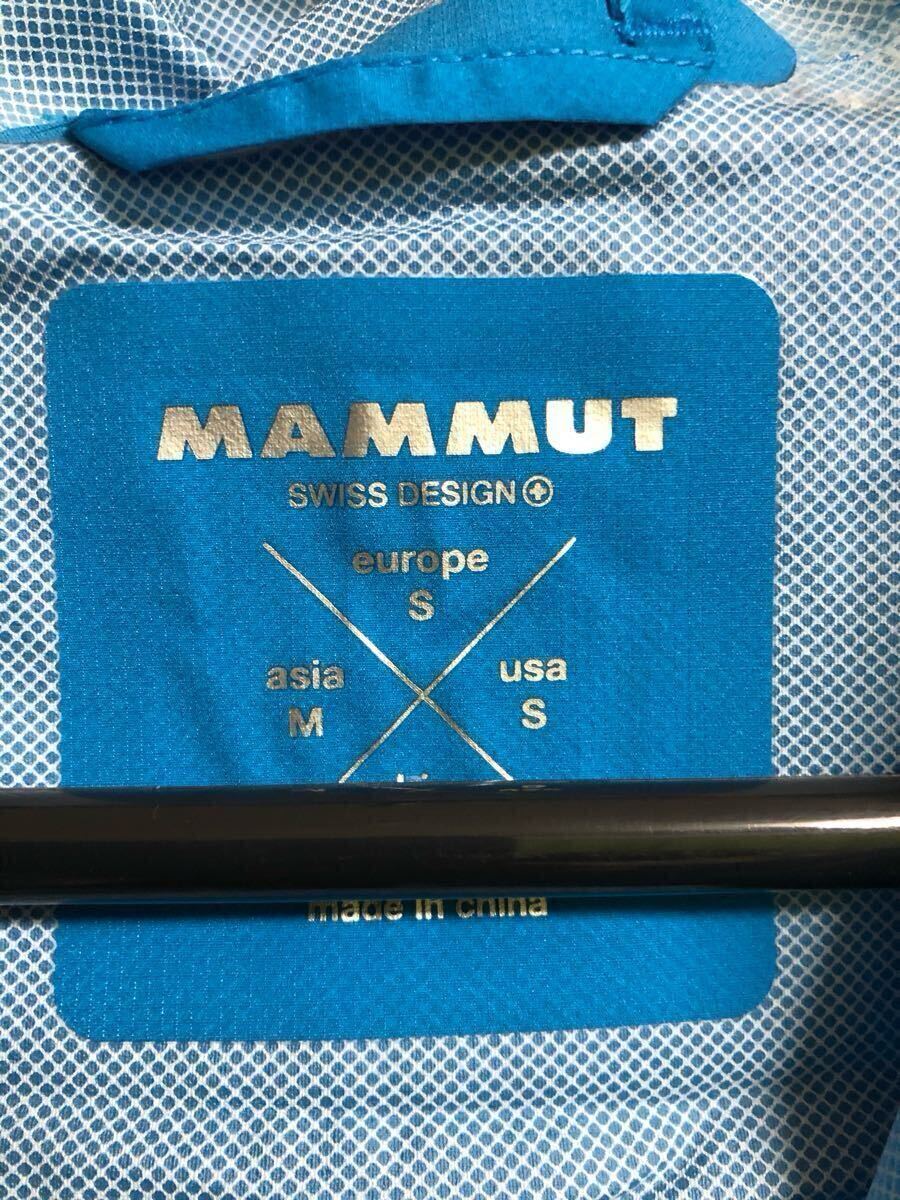 MAMMUT
SWISS DESIGN
europe
S
asia usa
M S
made in china